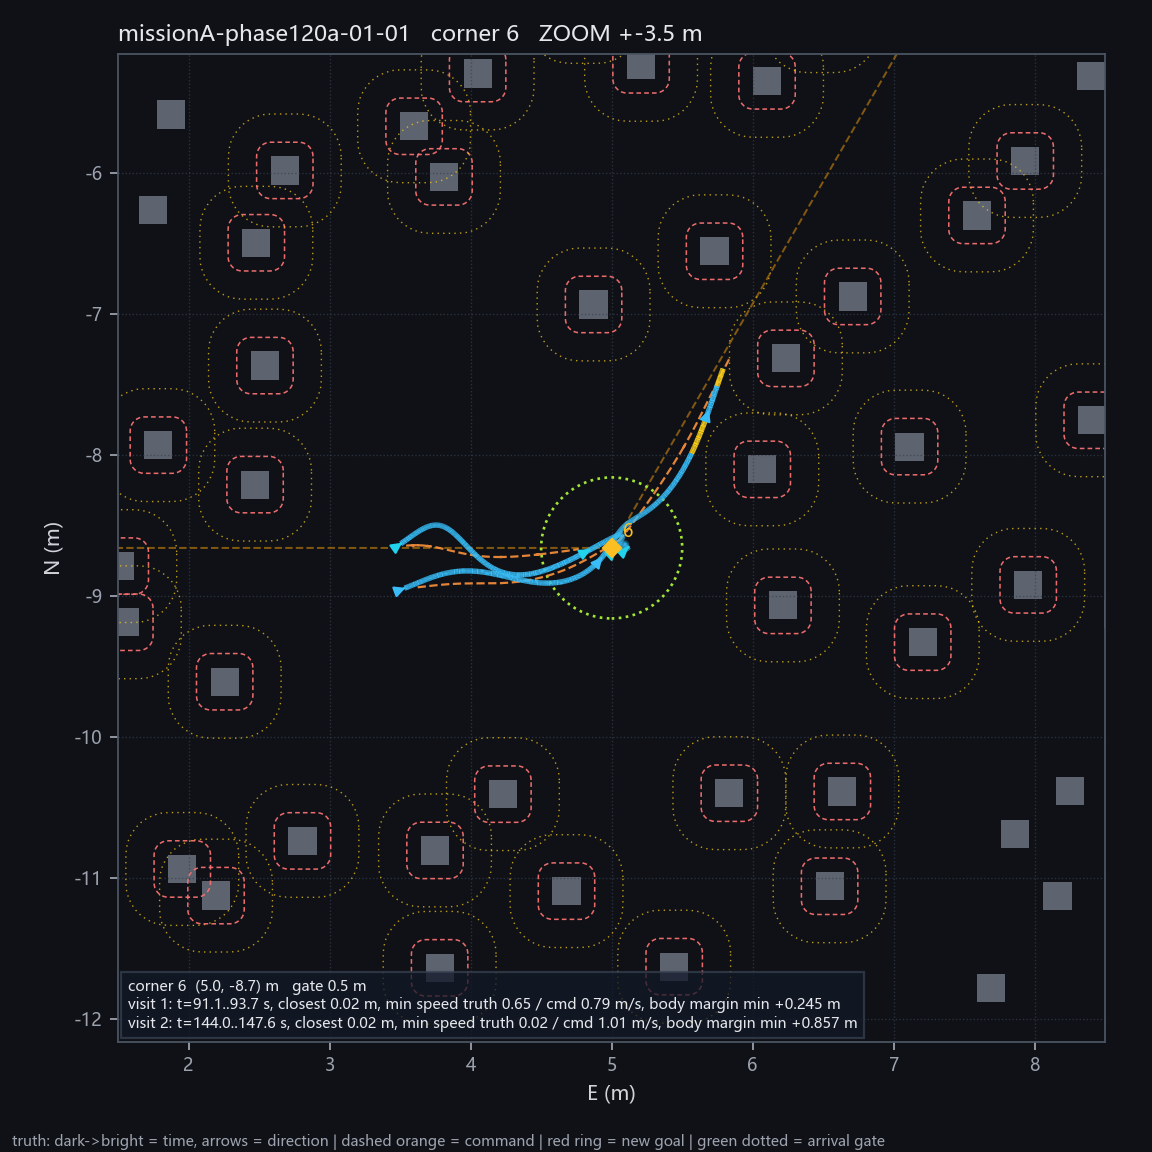 missionA-phase120a-01-01 corner 6 ZOOM +-3.5 m
-6
-7
-8
-9
-10
-11
-12
N (m)
6
corner 6 (5.0, -8.7) m gate 0.5 m
visit 1: t=91.1..93.7 s, closest 0.02 m, min speed truth 0.65 / cmd 0.79 m/s, body margin min +0.245 m
visit 2: t=144.0..147.6 s, closest 0.02 m, min speed truth 0.02 / cmd 1.01 m/s, body margin min +0.857 m
2 3 4 5 6 7 8
E (m)
truth: dark->bright = time, arrows = direction | dashed orange = command | red ring = new goal | green dotted = arrival gate